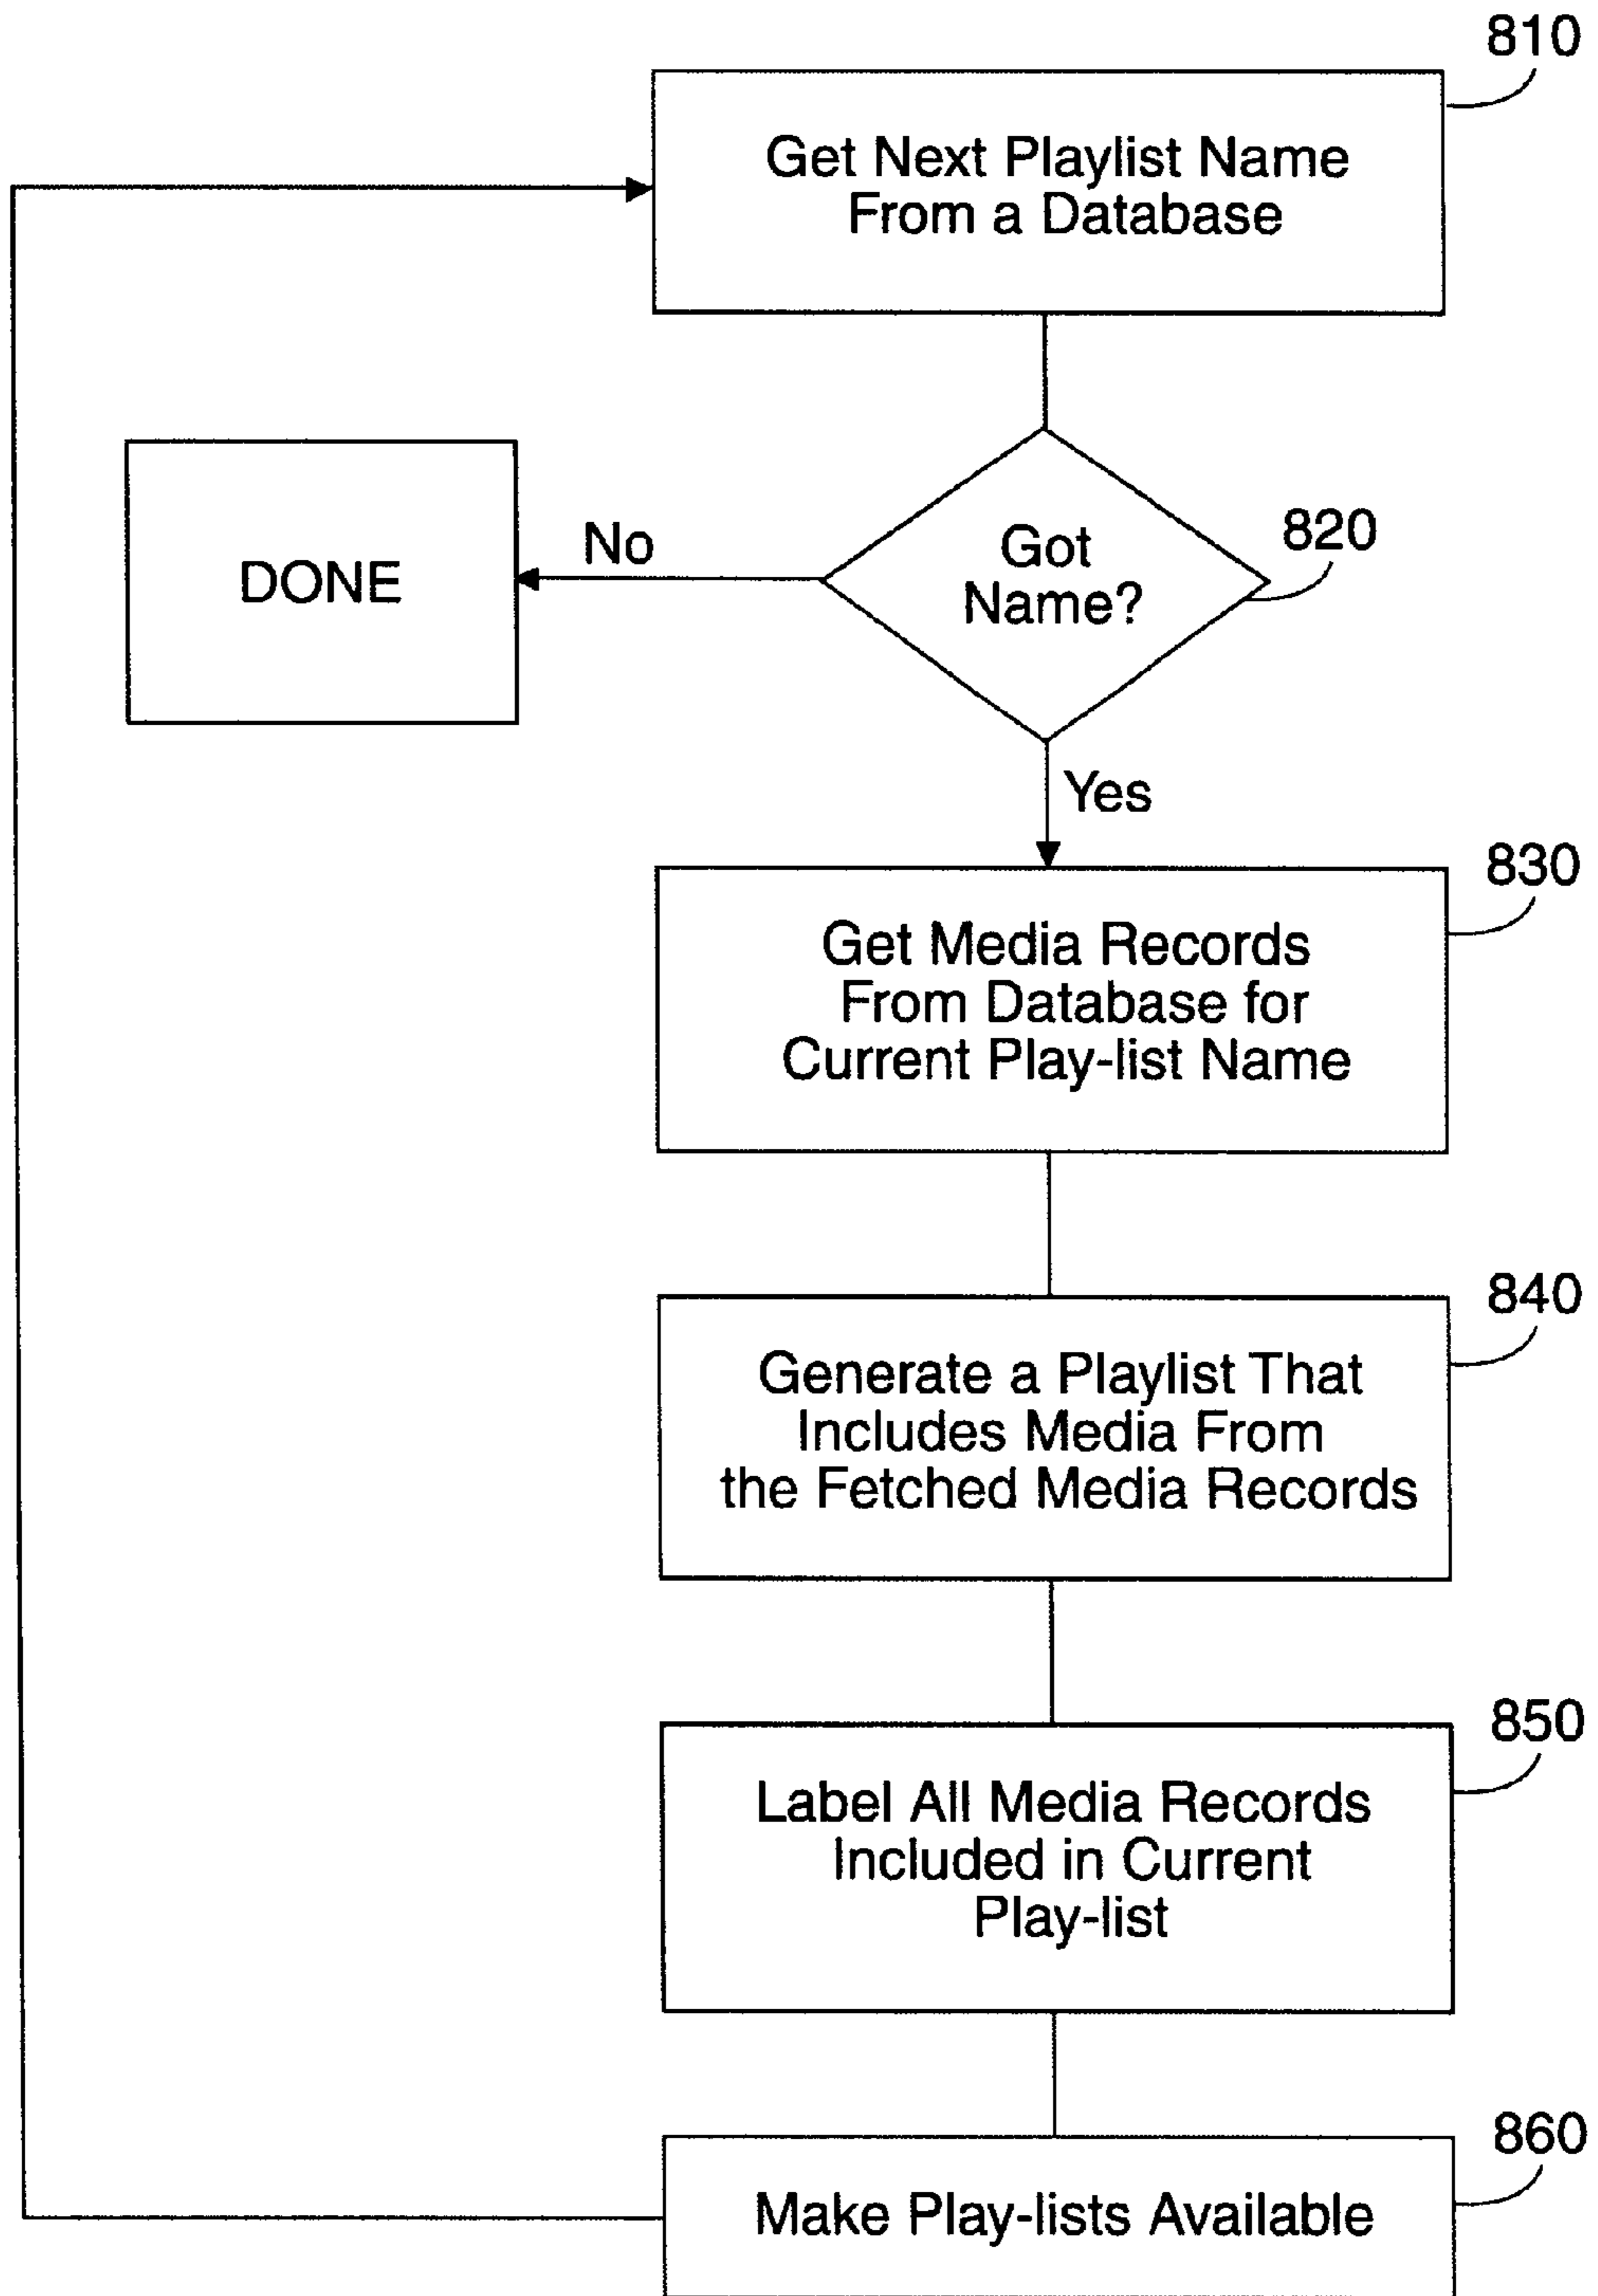 810
Get Next Playlist Name
From a Database
DONE
No
Got
Name?
820
Yes
830
Get Media Records
From Database for
Current Play-list Name
840
Generate a Playlist That
Includes Media From
the Fetched Media Records
850
Label All Media Records
Included in Current
Play-list
860
Make Play-lists Available